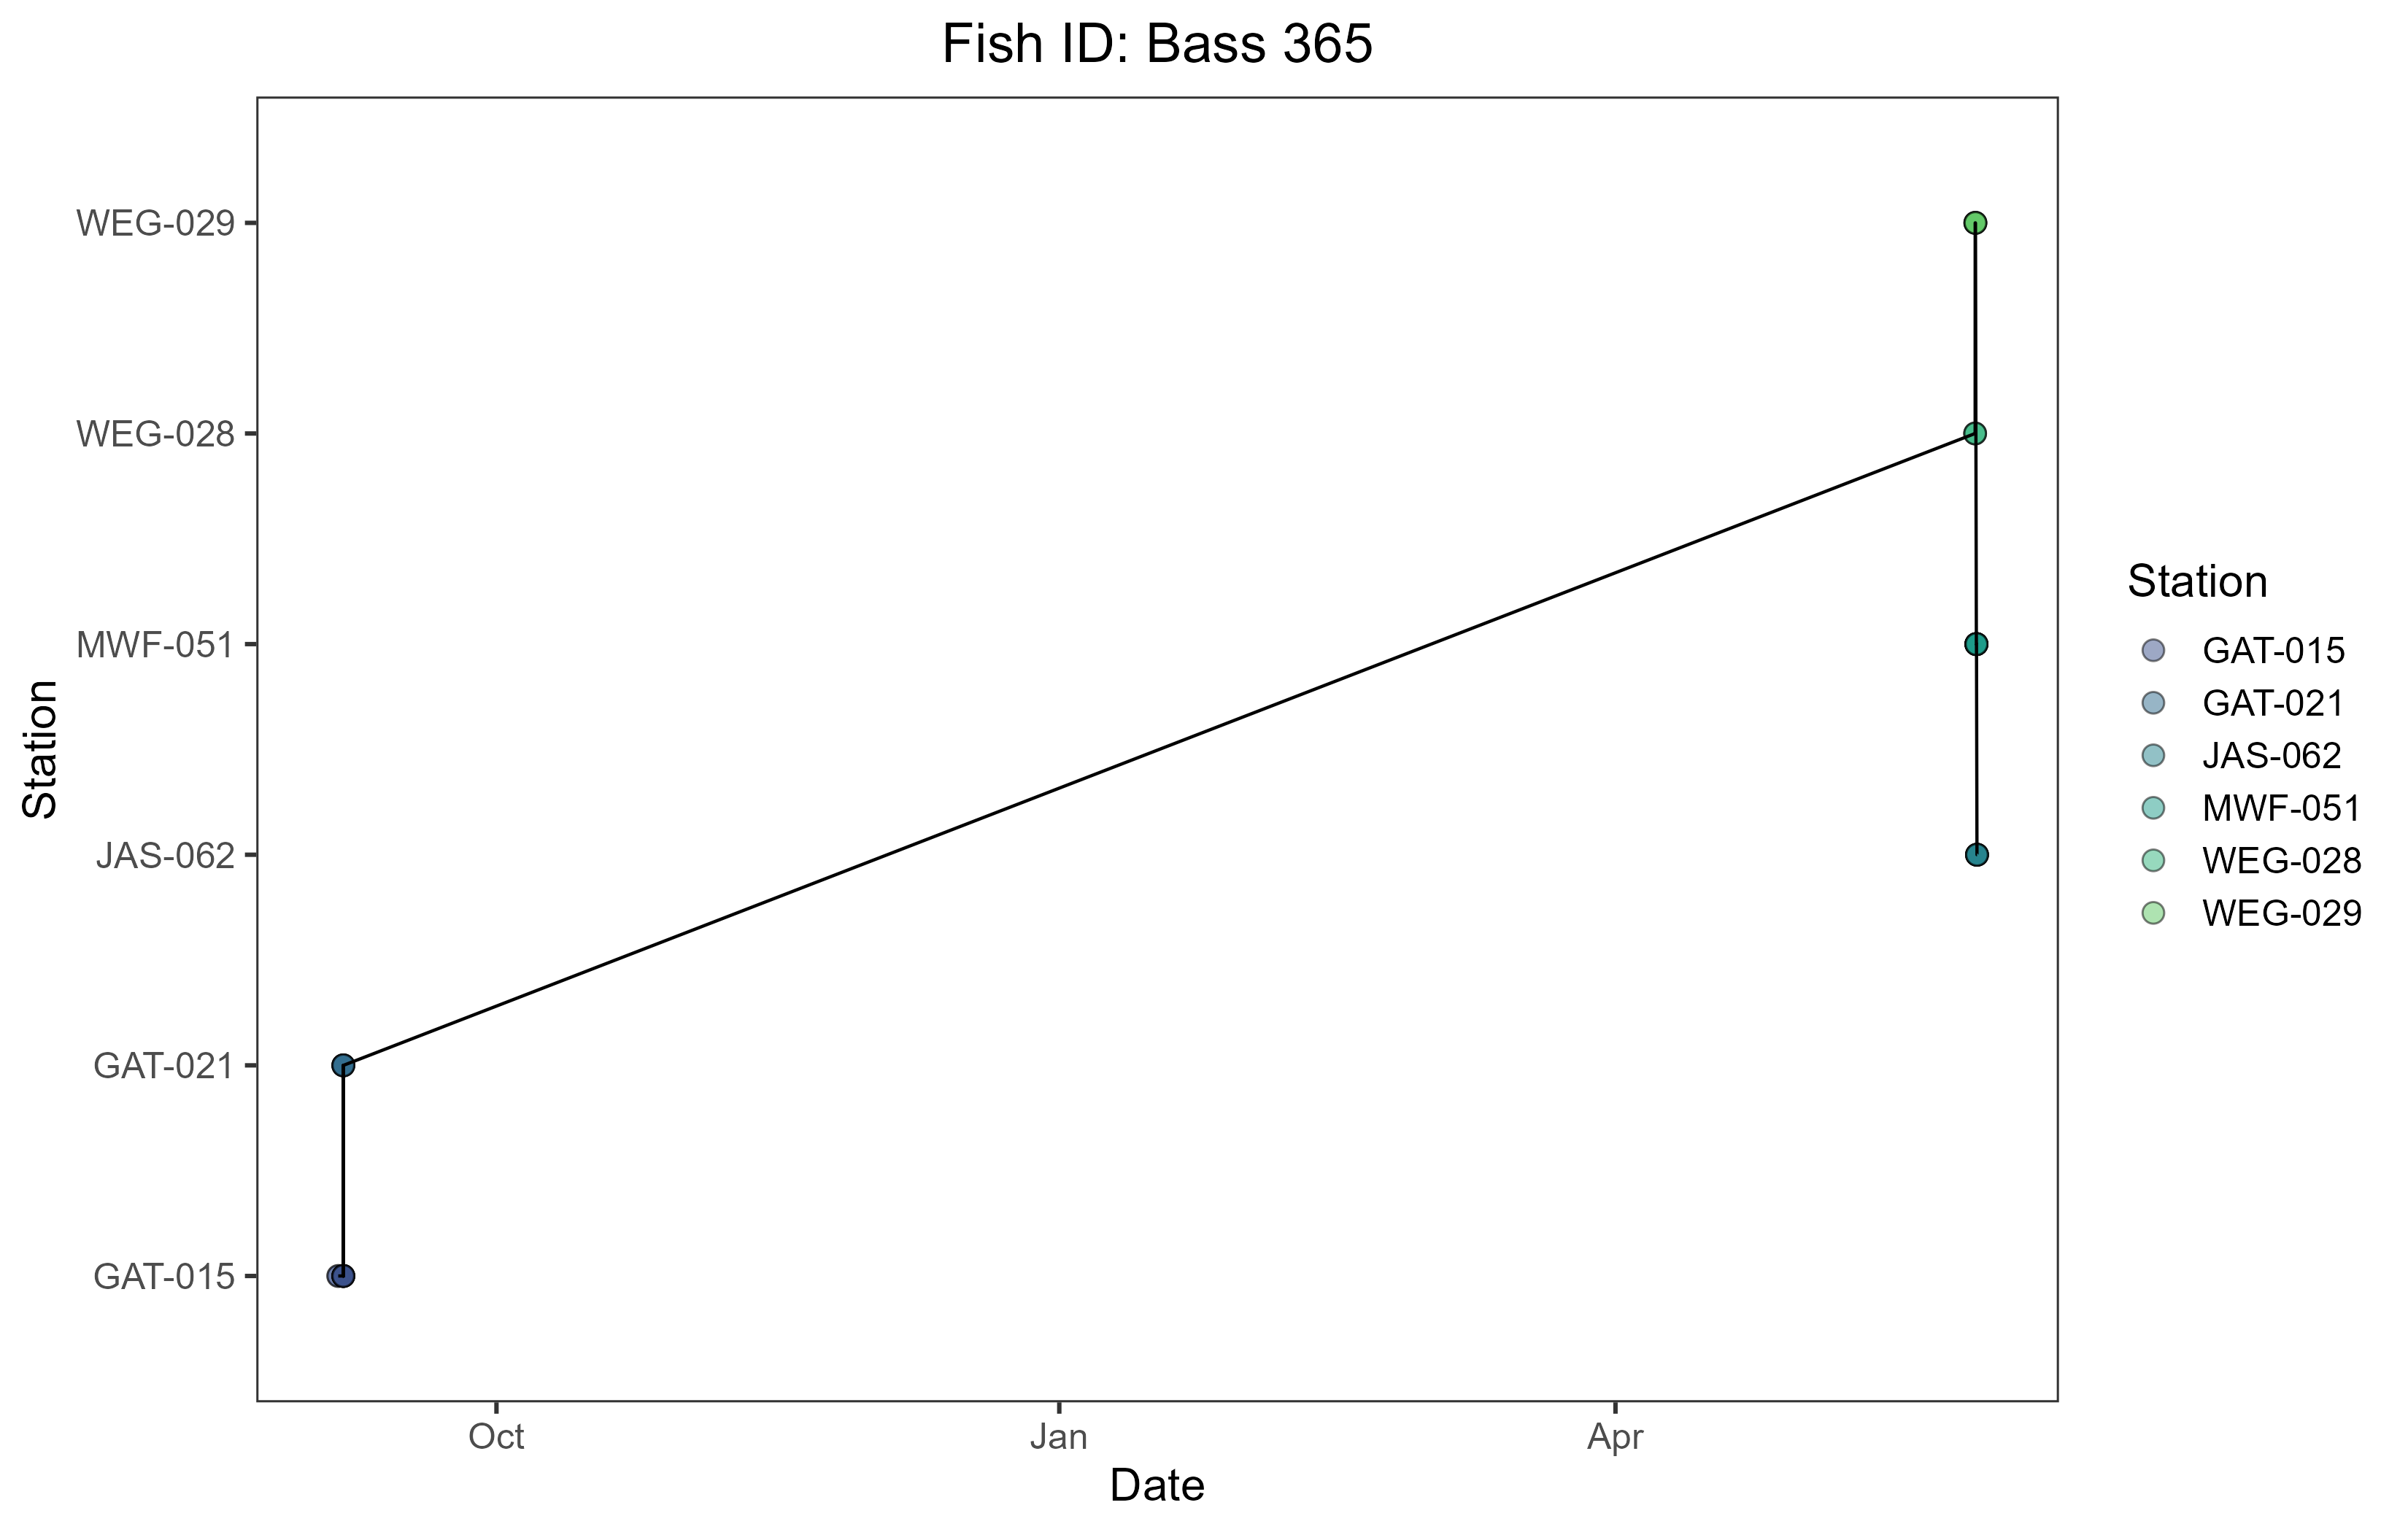 Fish ID: Bass 365
WEG-029
WEG-028
MWF-051
JAS-062
GAT-021
GAT-015
Station
Oct
Jan
Apr
Date
Station
GAT-015
GAT-021
JAS-062
MWF-051
WEG-028
WEG-029